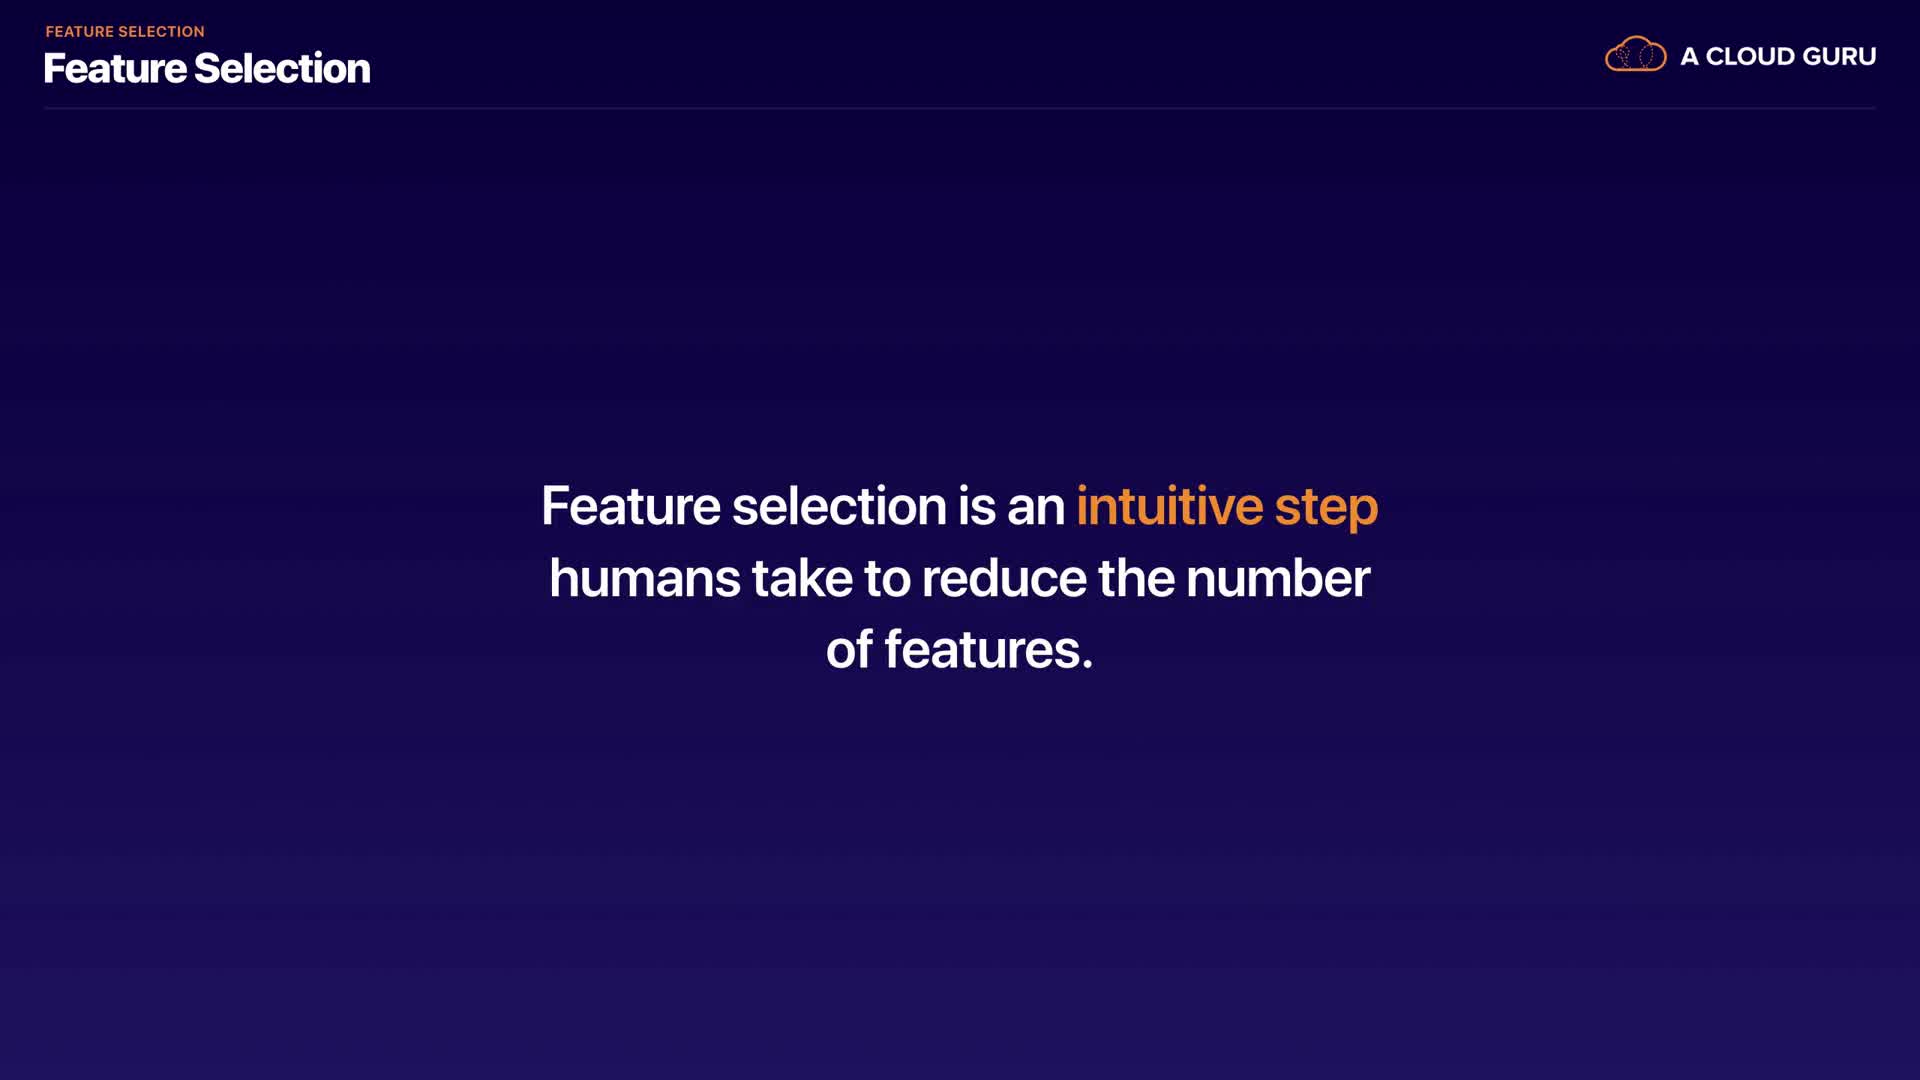 FEATURE SELECTION
Feature Selection
A CLOUD GURU
Feature selection is an intuitive step
humans take to reduce the number
of features.